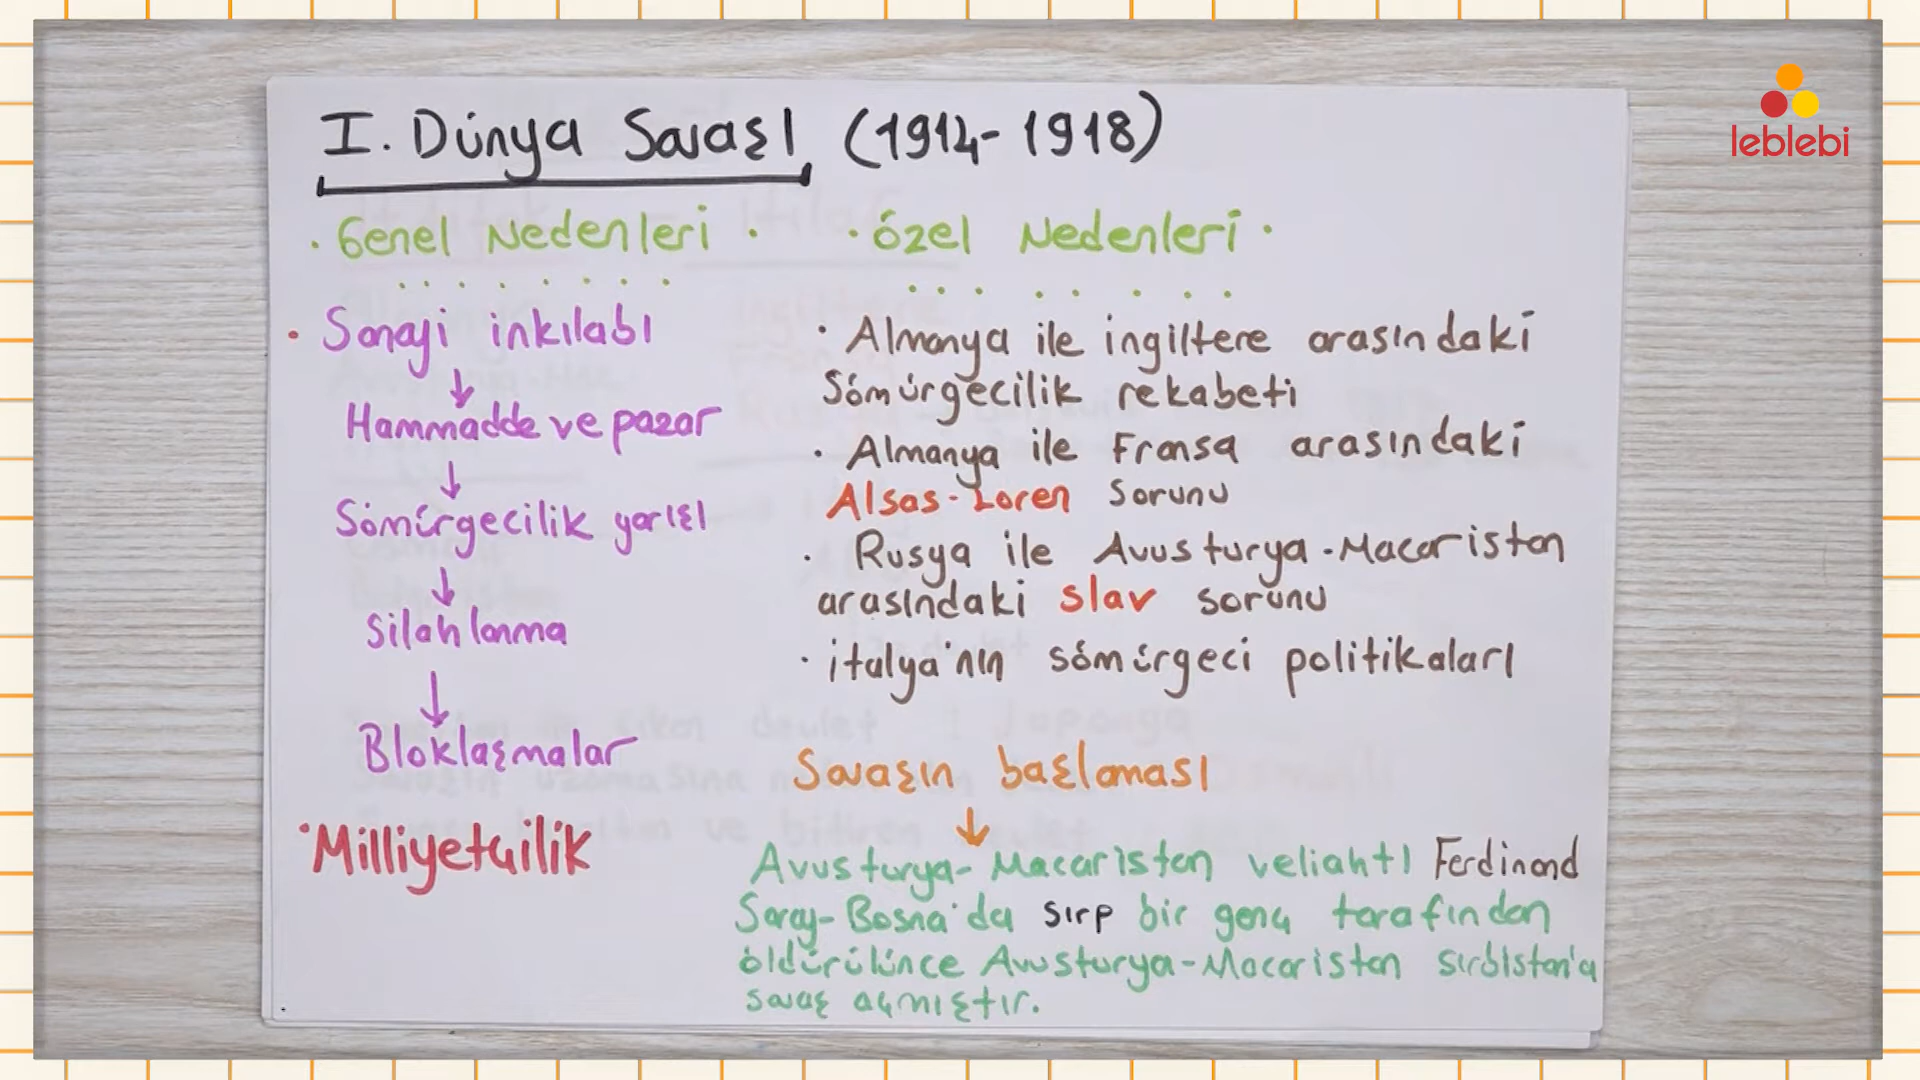 leblebi
I. Dünya Savaşı (1914-1918)
· Genel Nedenleri ·
· Sanayi inkılabı
↓
Hammadde ve pazar
↓
Sömürgecilik yarışı
↓
Silahlanma
↓
Bloklaşmalar
· Milliyetçilik
· Özel Nedenleri ·
· Almanya ile ingiltere arasındaki
Sömürgecilik rekabeti
· Almanya ile Fransa arasındaki
Alsas-Loren Sorunu
· Rusya ile Avusturya-Macaristan
arasındaki slav sorunu
· italya'nın sömürgeci politikaları
Savaşın başlaması
↓
Avusturya-Macaristan veliahtı Ferdinand
Saray-Bosna'da sırp bir genç tarafından
öldürülünce Avusturya-Macaristan sırbistan'a
savaş açmıştır.